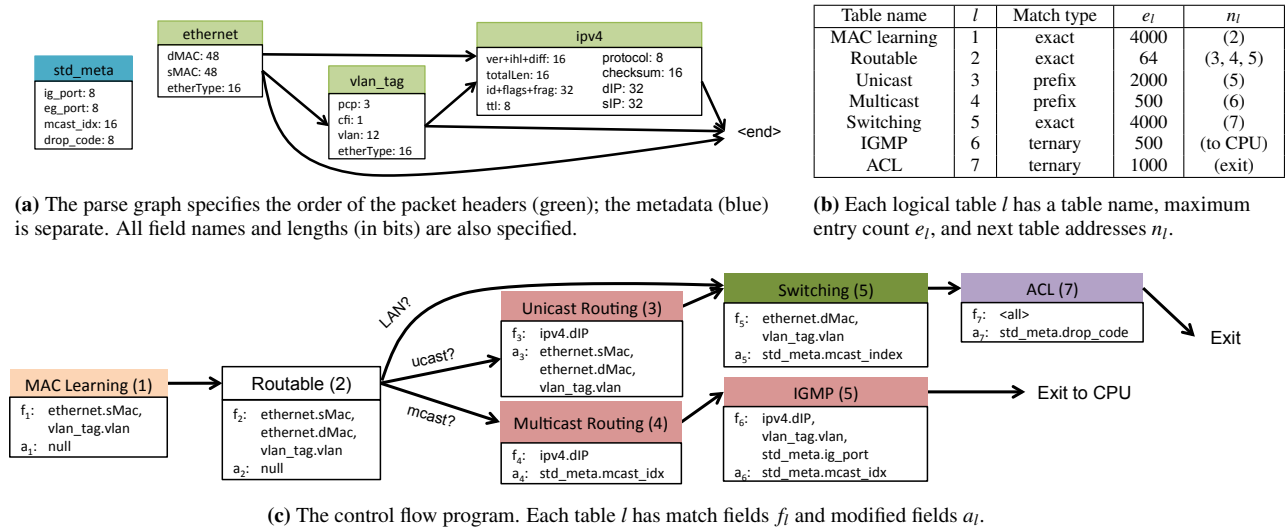 ethernet
dMAC: 48
sMAC: 48
etherType: 16
std_meta
ig_port: 8
eg_port: 8
mcast_idx: 16
drop_code: 8
vlan_tag
pcp: 3
cfi: 1
vlan: 12
etherType: 16
ipv4
ver+ihl+diff: 16
totalLen: 16
id+flags+frag: 32
ttl: 8
protocol: 8
checksum: 16
dIP: 32
sIP: 32
<end>
(a) The parse graph specifies the order of the packet headers (green); the metadata (blue)
is separate. All field names and lengths (in bits) are also specified.
Table name l Match type e_l n_l
MAC learning 1 exact 4000 (2)
Routable 2 exact 64 (3, 4, 5)
Unicast 3 prefix 2000 (5)
Multicast 4 prefix 500 (6)
Switching 5 exact 4000 (7)
IGMP 6 ternary 500 (to CPU)
ACL 7 ternary 1000 (exit)
(b) Each logical table l has a table name, maximum
entry count e_l, and next table addresses n_l.
MAC Learning (1)
f1: ethernet.sMac,
vlan_tag.vlan
a1: null
Routable (2)
f2: ethernet.sMac,
ethernet.dMac,
vlan_tag.vlan
a2: null
LAN?
ucast?
mcast?
Unicast Routing (3)
f3: ipv4.dIP
a3: ethernet.sMac,
ethernet.dMac,
vlan_tag.vlan
Multicast Routing (4)
f4: ipv4.dIP
a4: std_meta.mcast_idx
Switching (5)
f5: ethernet.dMac,
vlan_tag.vlan
a5: std_meta.mcast_index
IGMP (5)
f6: ipv4.dIP,
vlan_tag.vlan,
std_meta.ig_port
a6: std_meta.mcast_idx
ACL (7)
f7: <all>
a7: std_meta.drop_code
Exit
Exit to CPU
(c) The control flow program. Each table l has match fields f_l and modified fields a_l.